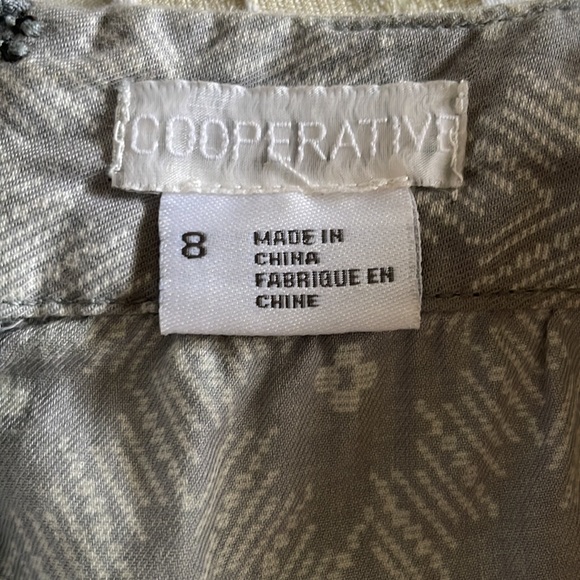 COOPERATIVE
8
MADE IN
CHINA
FABRIQUE EN
CHINE